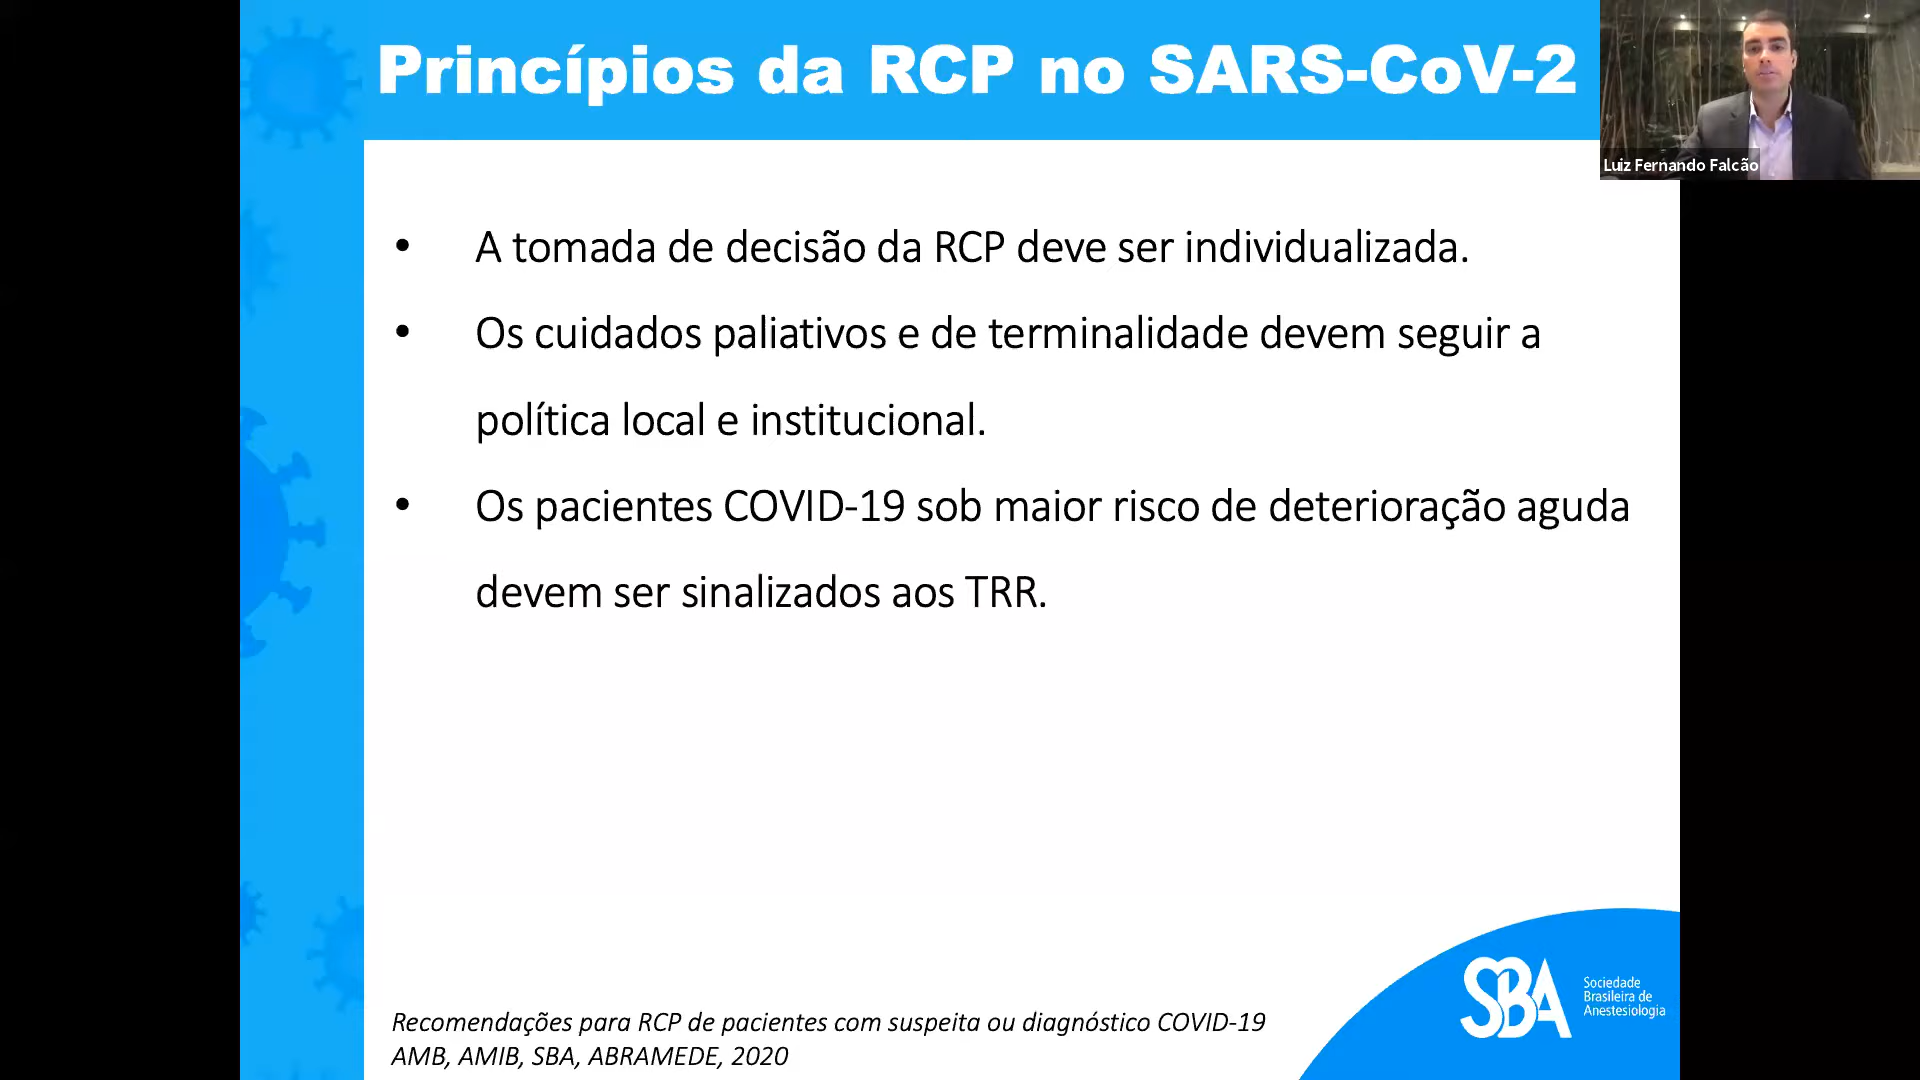 Princípios da RCP no SARS-CoV-2
Luiz Fernando Falcão
• A tomada de decisão da RCP deve ser individualizada.
• Os cuidados paliativos e de terminalidade devem seguir a
política local e institucional.
• Os pacientes COVID-19 sob maior risco de deterioração aguda
devem ser sinalizados aos TRR.
SBA
Sociedade
Brasileira de
Anestesiologia
Recomendações para RCP de pacientes com suspeita ou diagnóstico COVID-19
AMB, AMIB, SBA, ABRAMEDE, 2020